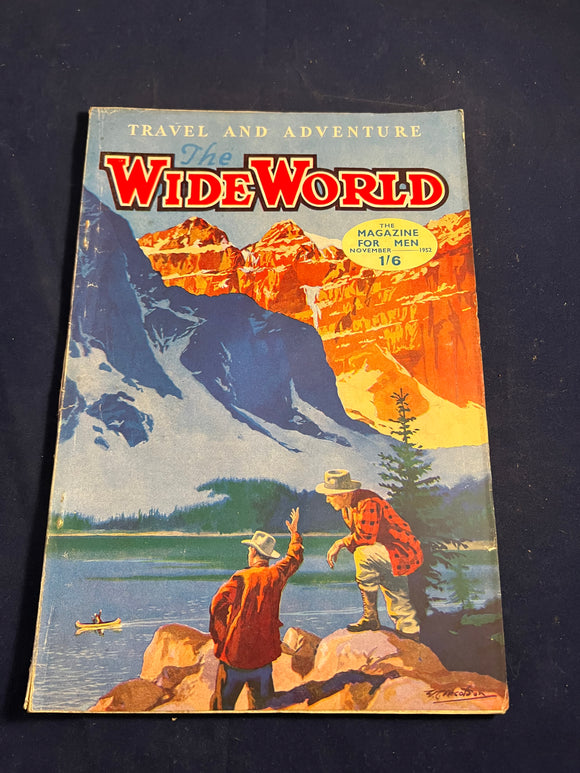 TRAVEL AND ADVENTURE
The
WIDE WORLD
THE
MAGAZINE
FOR MEN
NOVEMBER 1952
1/6